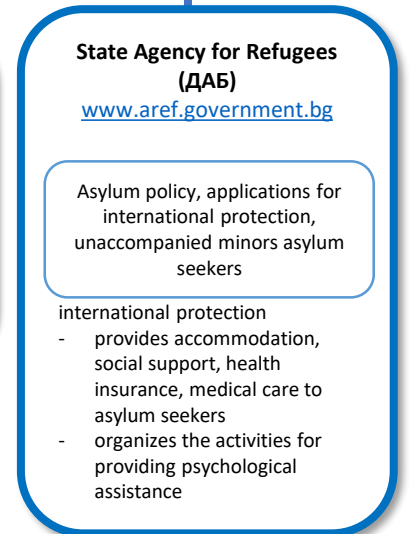 State Agency for Refugees
(ДАБ)
www.aref.government.bg
Asylum policy, applications for
international protection,
unaccompanied minors asylum
seekers
international protection
- provides accommodation,
social support, health
insurance, medical care to
asylum seekers
- organizes the activities for
providing psychological
assistance